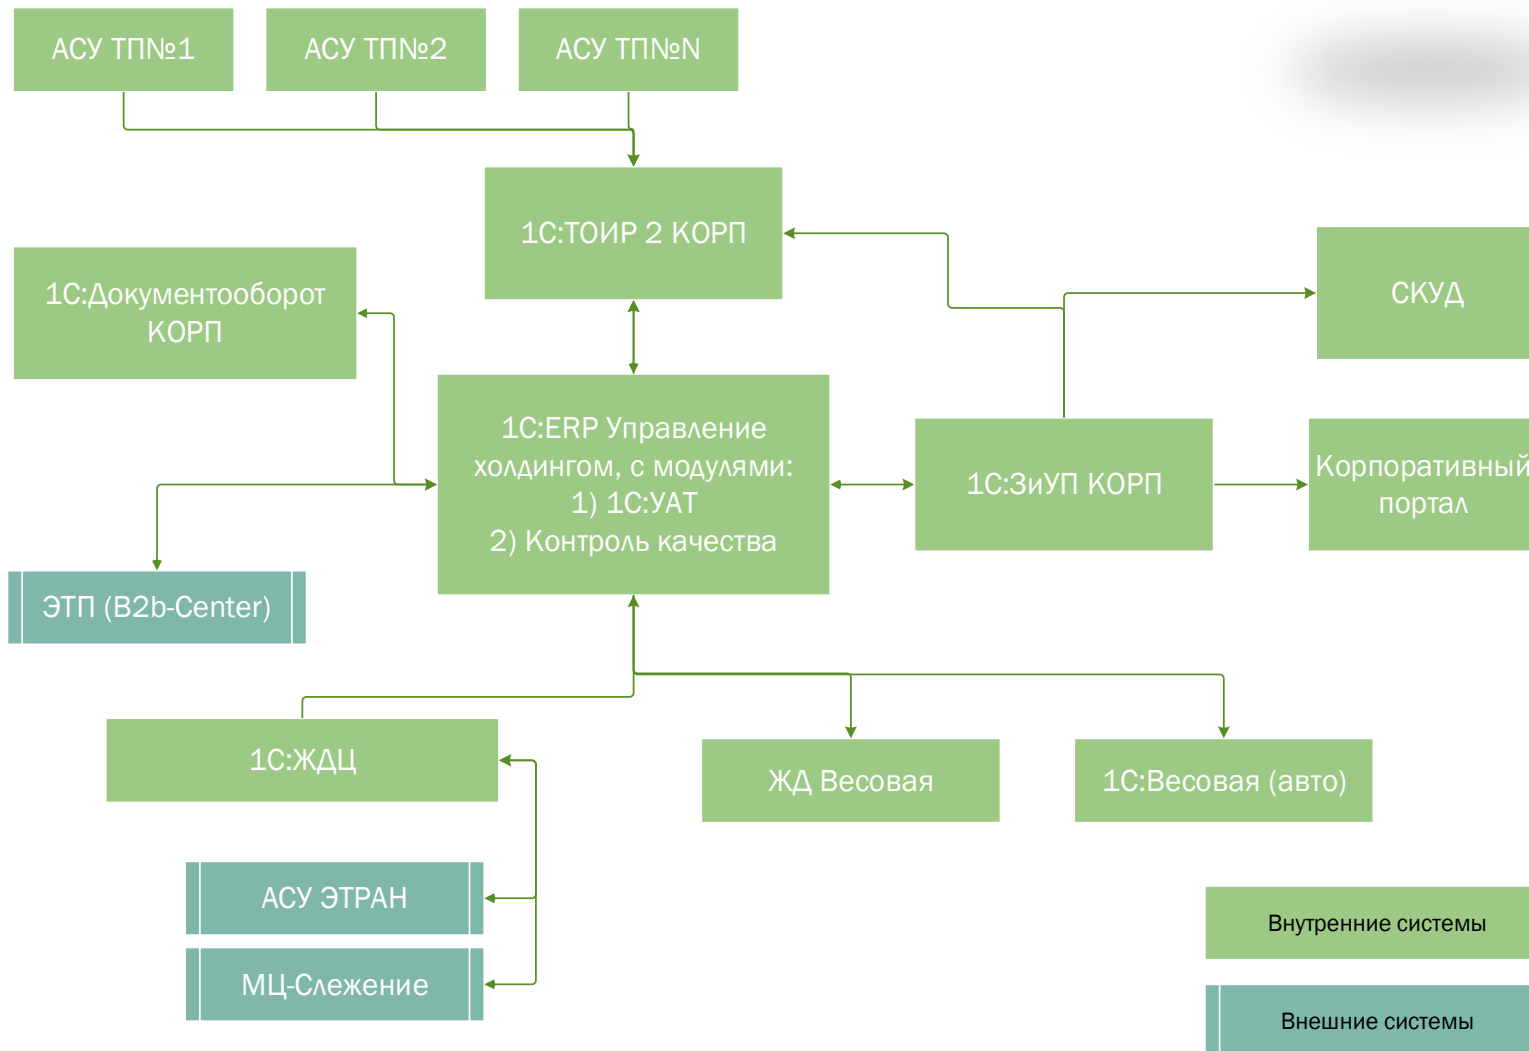 АСУ ТП№1
АСУ ТП№2
АСУ ТП№N
1С:ТОИР 2 КОРП
1С:Документооборот
КОРП
СКУД
1С:ERP Управление
холдингом, с модулями:
1) 1С:УАТ
2) Контроль качества
1С:ЗиУП КОРП
Корпоративный
портал
ЭТП (B2b-Center)
1С:ЖДЦ
ЖД Весовая
1С:Весовая (авто)
АСУ ЭТРАН
МЦ-Слежение
Внутренние системы
Внешние системы